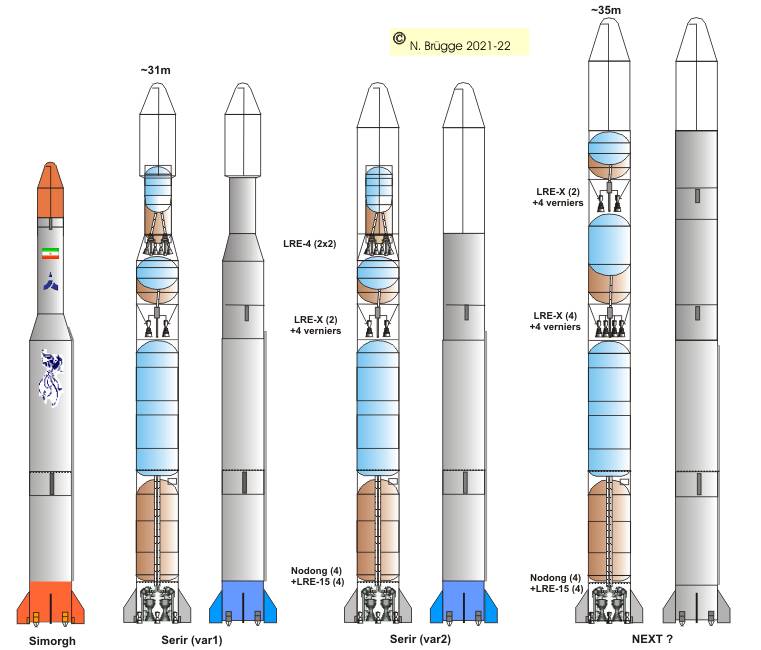 ~35m
© N. Brügge 2021-22
~31m
LRE-X (2)
+4 verniers
LRE-4 (2x2)
LRE-X (2)
+4 verniers
LRE-X (4)
+4 verniers
Nodong (4)
+LRE-15 (4)
Nodong (4)
+LRE-15 (4)
Simorgh
Serir (var1)
Serir (var2)
NEXT ?